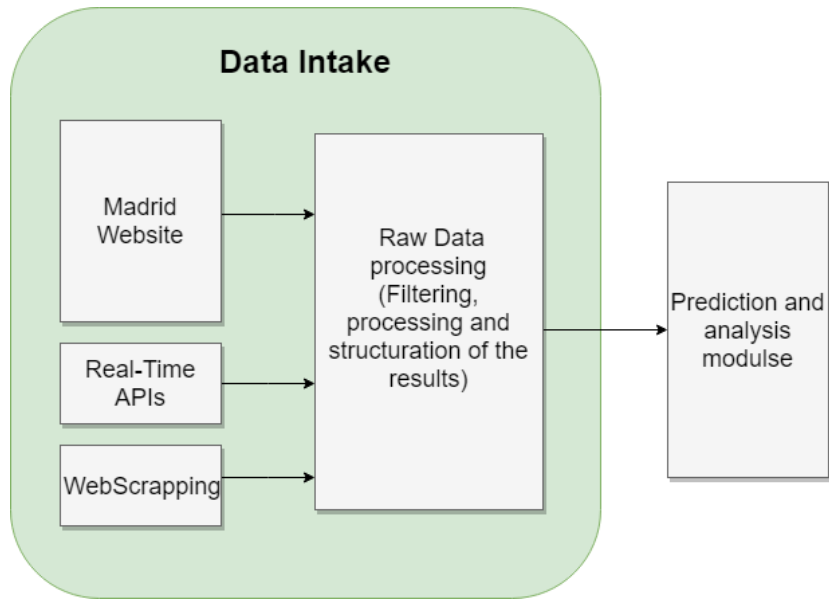 Data Intake
Madrid
Website
Real-Time
APIs
WebScrapping
Raw Data
processing
(Filtering,
processing and
structuration of the
results)
Prediction and
analysis
modulse